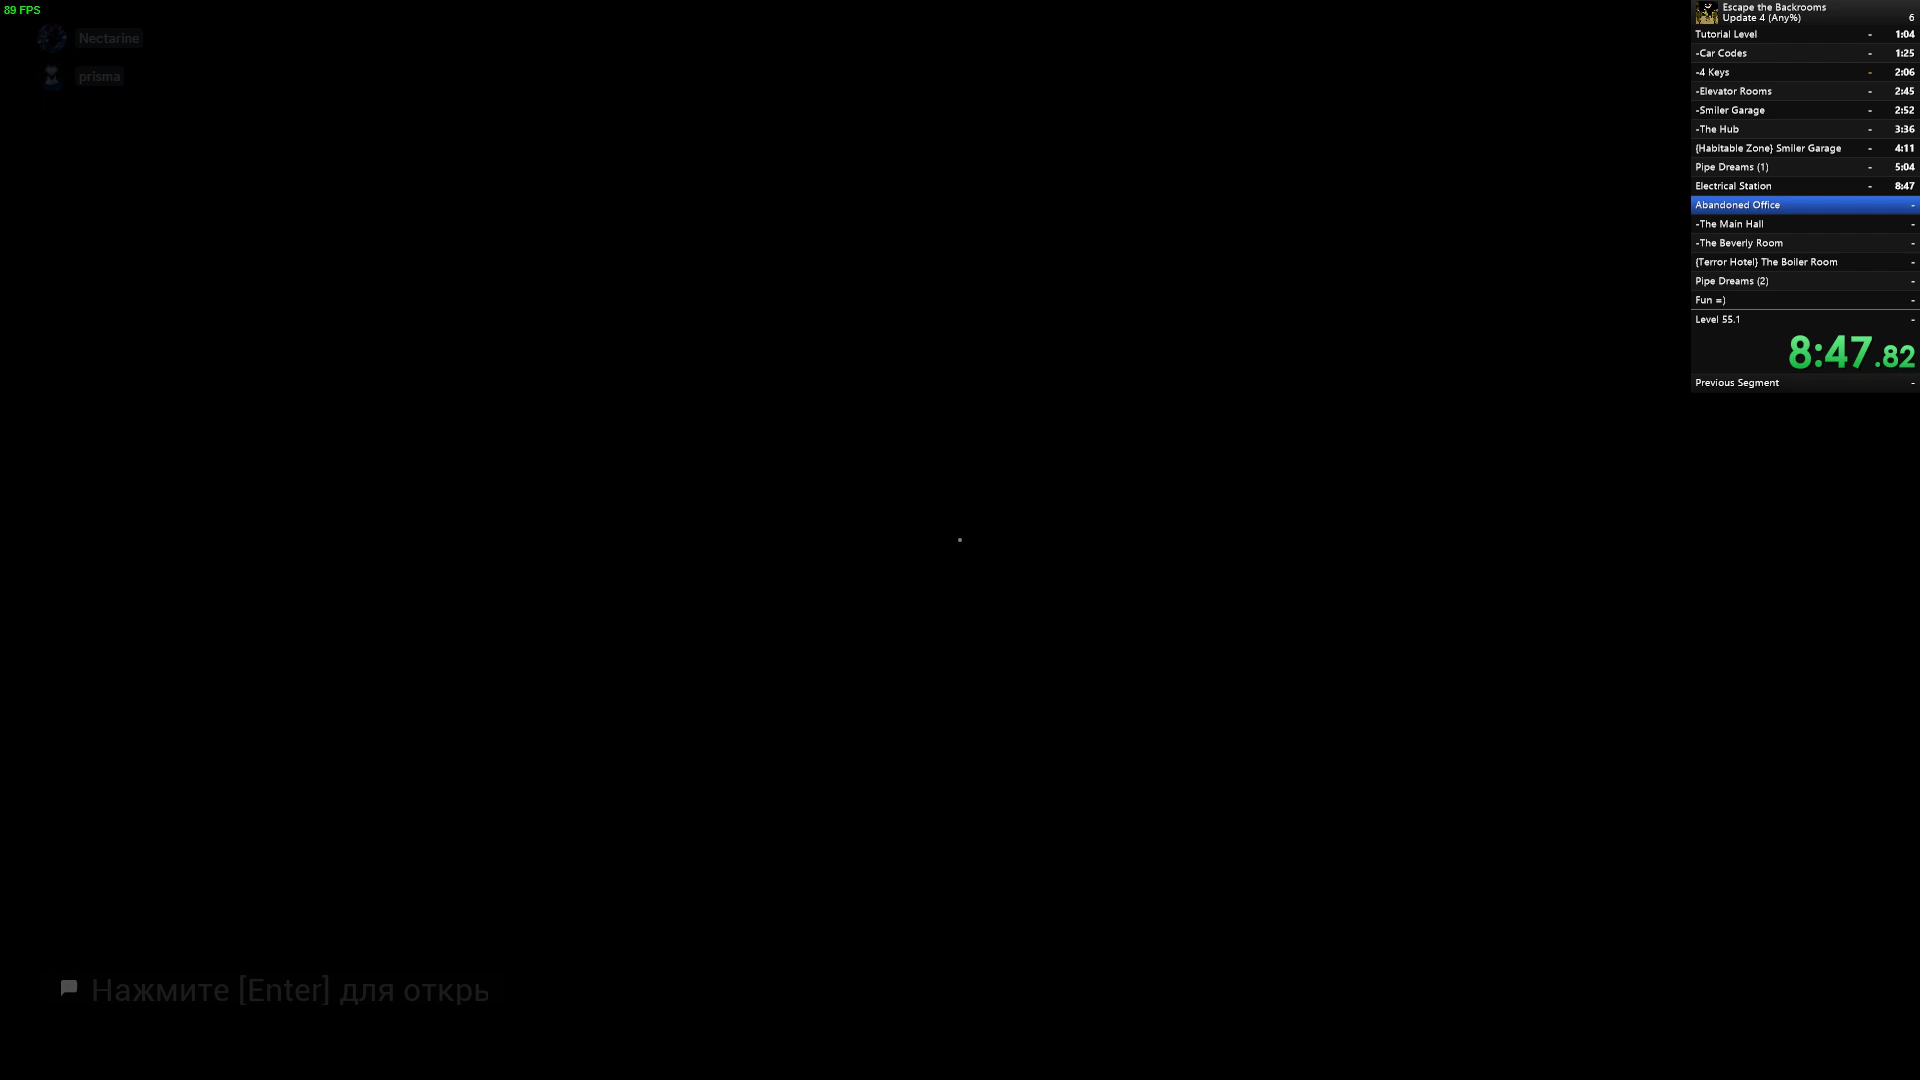 89 FPS
Nectarine
prisma
Escape the Backrooms
Update 4 (Any%) 6
Tutorial Level - 1:04
-Car Codes - 1:25
-4 Keys - 2:06
-Elevator Rooms - 2:45
-Smiler Garage - 2:52
-The Hub - 3:36
{Habitable Zone} Smiler Garage - 4:11
Pipe Dreams (1) - 5:04
Electrical Station - 8:47
Abandoned Office -
-The Main Hall -
-The Beverly Room -
{Terror Hotel} The Boiler Room -
Pipe Dreams (2) -
Fun =) -
Level 55.1 -
8:47.82
Previous Segment -
Нажмите [Enter] для откры